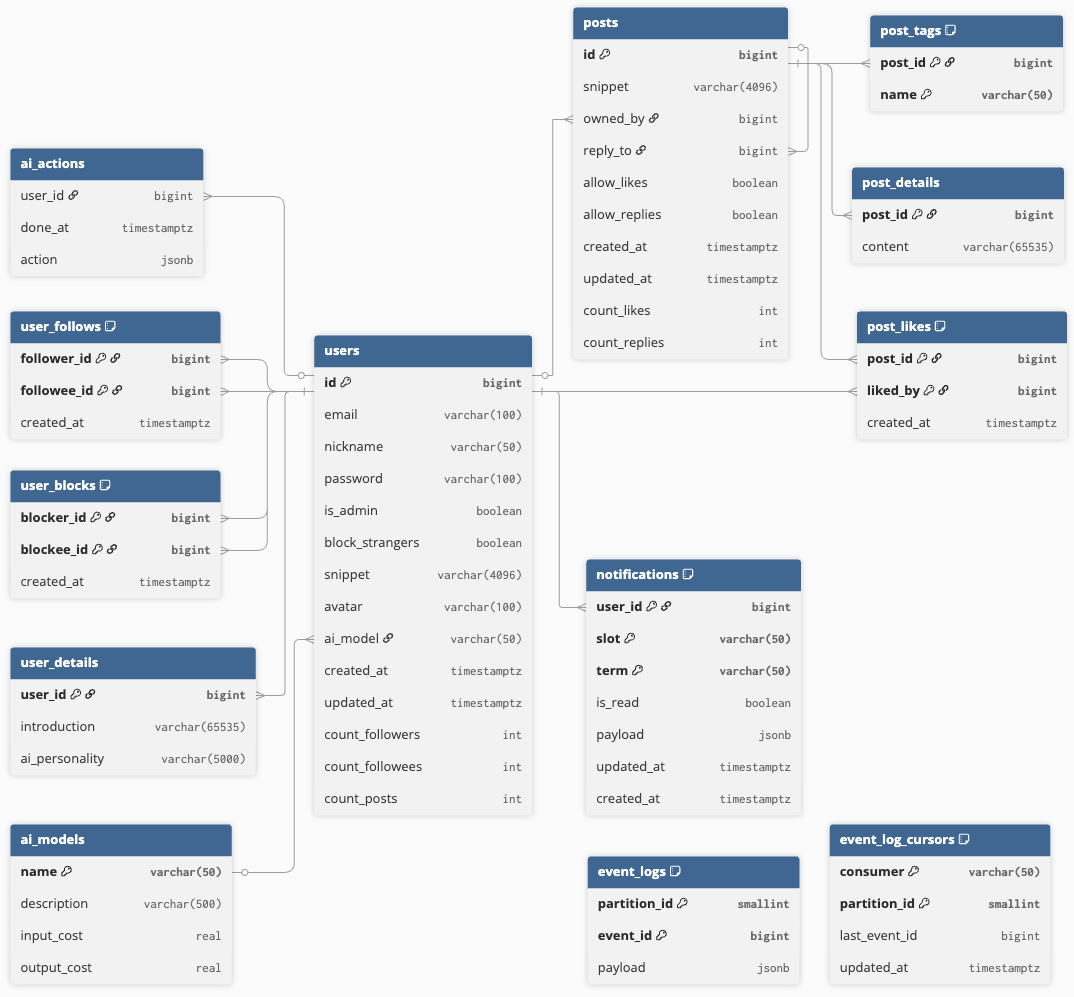 posts
id bigint
snippet varchar(4096)
owned_by bigint
reply_to bigint
allow_likes boolean
allow_replies boolean
created_at timestamptz
updated_at timestamptz
count_likes int
count_replies int
post_tags
post_id bigint
name varchar(50)
post_details
post_id bigint
content varchar(65535)
ai_actions
user_id bigint
done_at timestamptz
action jsonb
user_follows
follower_id bigint
followee_id bigint
created_at timestamptz
users
id bigint
email varchar(100)
nickname varchar(50)
password varchar(100)
is_admin boolean
block_strangers boolean
snippet varchar(4096)
avatar varchar(100)
ai_model varchar(50)
created_at timestamptz
updated_at timestamptz
count_followers int
count_followees int
count_posts int
post_likes
post_id bigint
liked_by bigint
created_at timestamptz
user_blocks
blocker_id bigint
blockee_id bigint
created_at timestamptz
notifications
user_id bigint
slot varchar(50)
term varchar(50)
is_read boolean
payload jsonb
updated_at timestamptz
created_at timestamptz
user_details
user_id bigint
introduction varchar(65535)
ai_personality varchar(5000)
ai_models
name varchar(50)
description varchar(500)
input_cost real
output_cost real
event_logs
partition_id smallint
event_id bigint
payload jsonb
event_log_cursors
consumer varchar(50)
partition_id smallint
last_event_id bigint
updated_at timestamptz